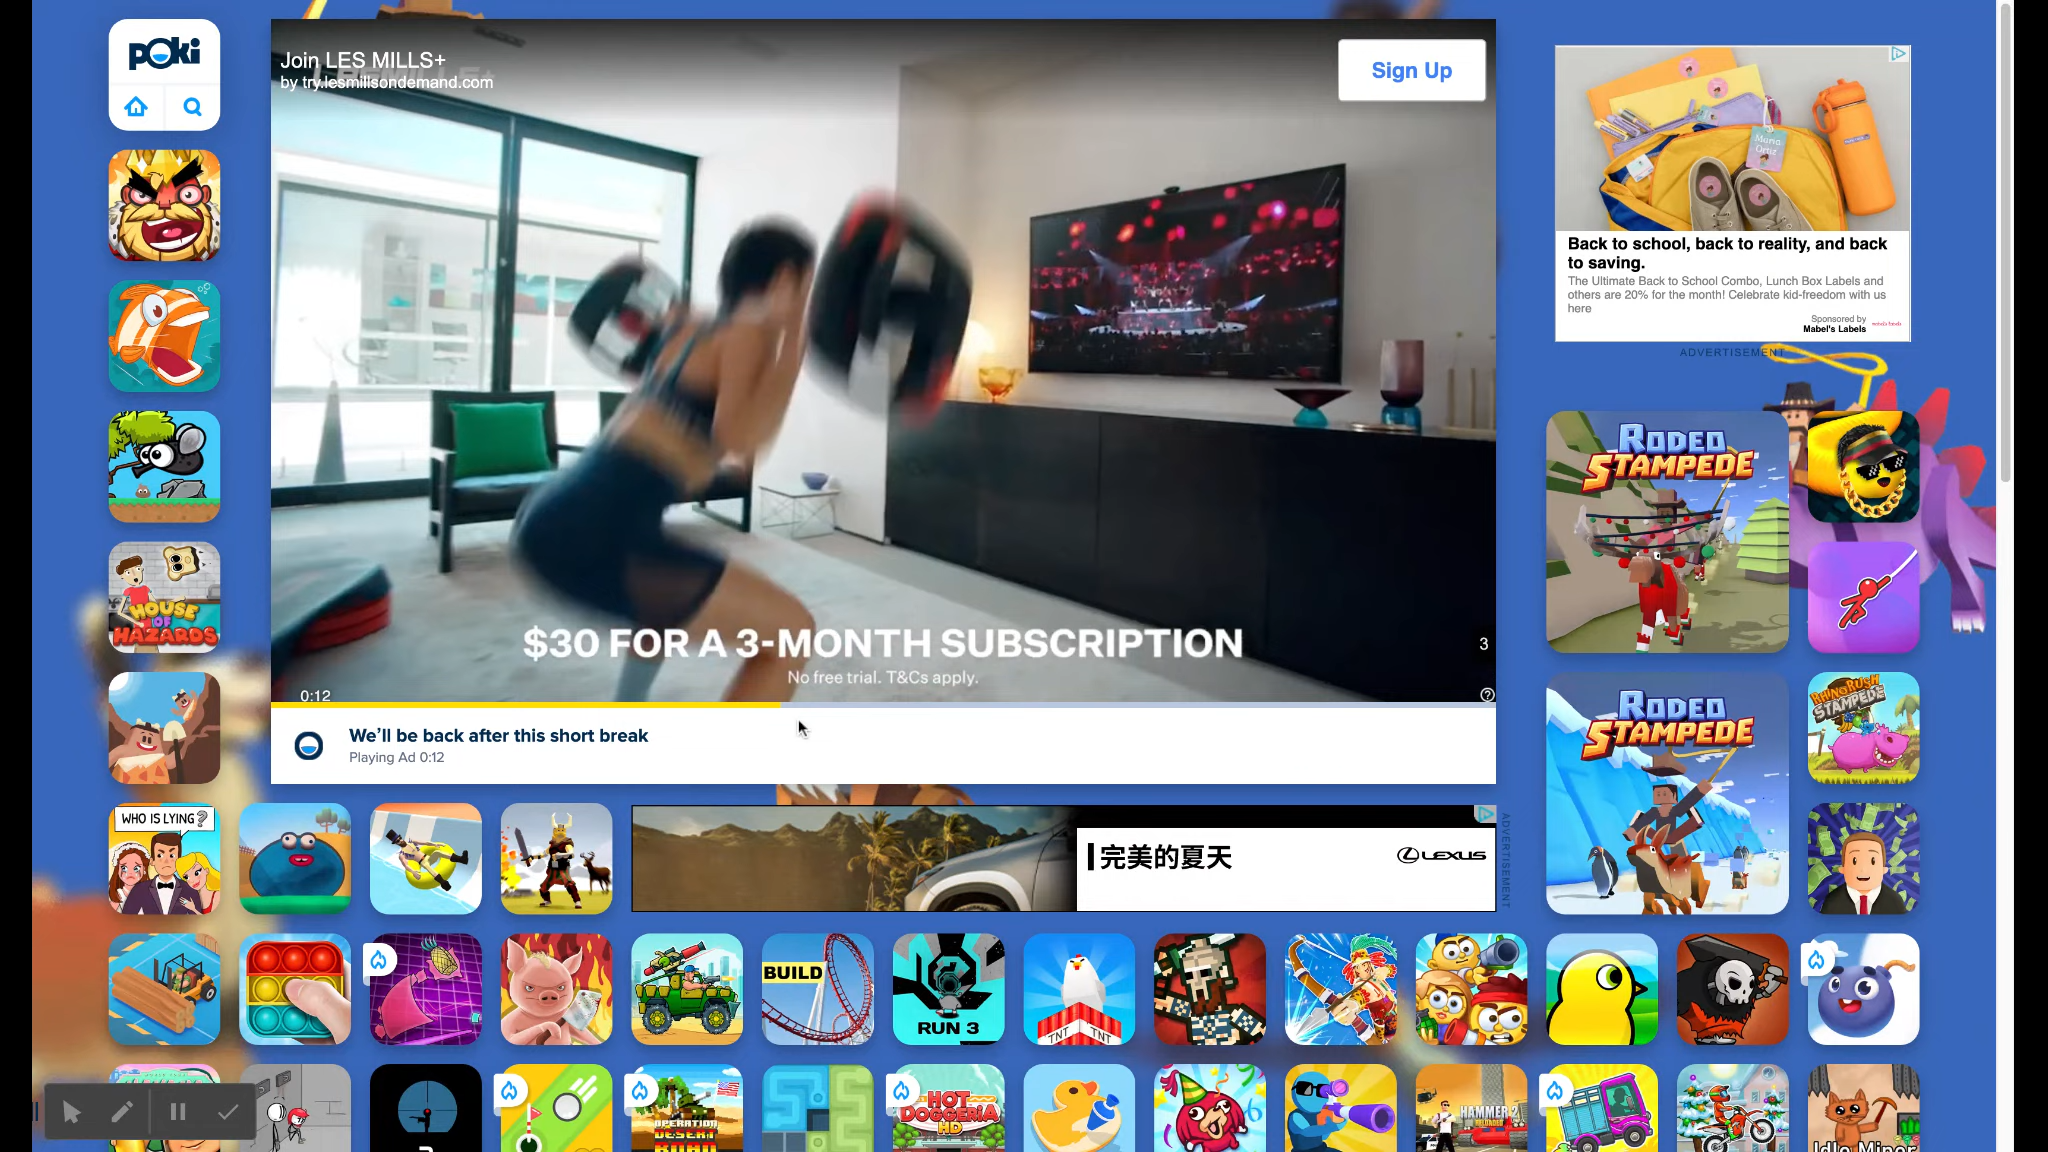 poki
Join LES MILLS+
by try.lesmillsondemand.com
Sign Up
$30 FOR A 3-MONTH SUBSCRIPTION
No free trial. T&Cs apply.
3
0:12
We'll be back after this short break
Playing Ad 0:12
Maria
Ortiz
Back to school, back to reality, and back
to saving.
The Ultimate Back to School Combo, Lunch Box Labels and
others are 20% for the month! Celebrate kid-freedom with us
here
Sponsored by
Mabel's Labels
ADVERTISEMENT
RODEO
STAMPEDE
RODEO
STAMPEDE
RHINO RUSH
STAMPEDE
HOUSE
OF
HAZARDS
WHO IS LYING?
完美的夏天
LEXUS
ADVERTISEMENT
BUILD
RUN 3
TNT TNT
OPERATION
DESERT
ROAD
HOT
DOGGERIA
HD
HAMMER 2
RELOADED
Idle Miner